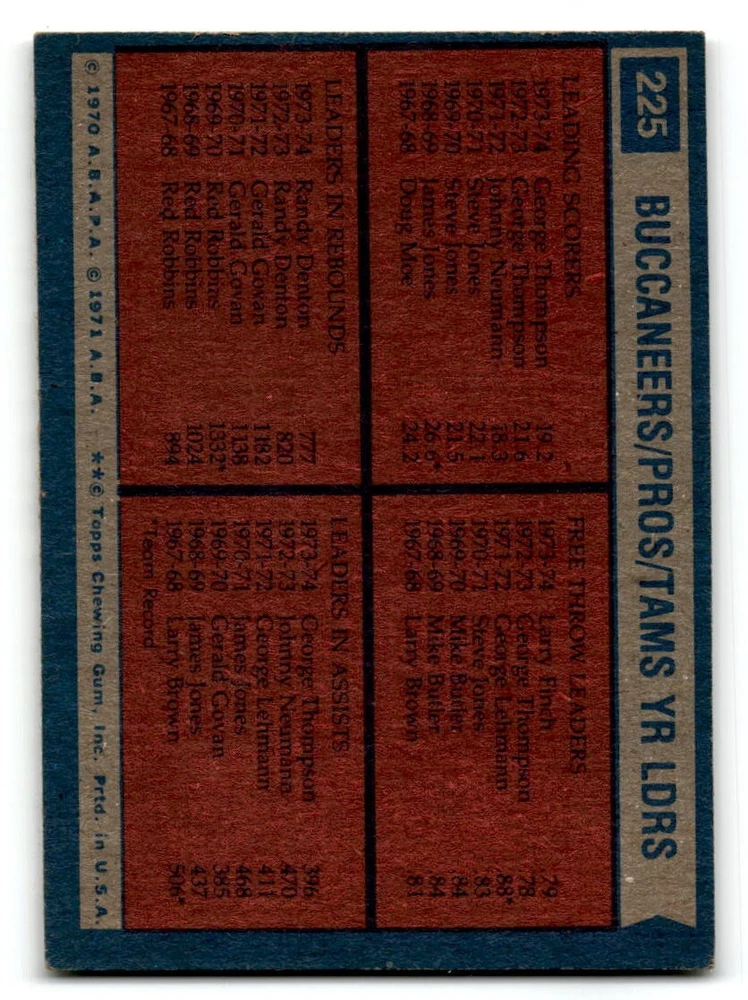 225 BUCCANEERS/PROS/TAMS YR LDRS
LEADING SCORERS
1973-74 George Thompson 19.2
1972-73 George Thompson 21.6
1971-72 Johnny Neumann 18.3
1970-71 Steve Jones 22.1
1969-70 Steve Jones 21.5
1968-69 James Jones 26.6*
1967-68 Doug Moe 24.2
FREE THROW LEADERS
1973-74 Larry Finch 79
1972-73 George Thompson 78
1971-72 George Lehmann 88*
1970-71 Steve Jones 83
1969-70 Mike Butler 84
1968-69 Mike Butler 84
1967-68 Larry Brown 81
LEADERS IN REBOUNDS
1973-74 Randy Denton 777
1972-73 Randy Denton 820
1971-72 Gerald Govan 1182
1970-71 Gerald Govan 1138
1969-70 Red Robbins 1332*
1968-69 Red Robbins 1024
1967-68 Red Robbins 894
LEADERS IN ASSISTS
1973-74 George Thompson 396
1972-73 Johnny Neumann 470
1971-72 George Lehmann 411
1970-71 James Jones 468
1969-70 Gerald Govan 385
1968-69 James Jones 437
1967-68 Larry Brown 506*
*Team Record
© 1970 A.B.A.P.A. © 1971 A.B.A. **© Topps Chewing Gum, Inc. Prtd. in U.S.A.